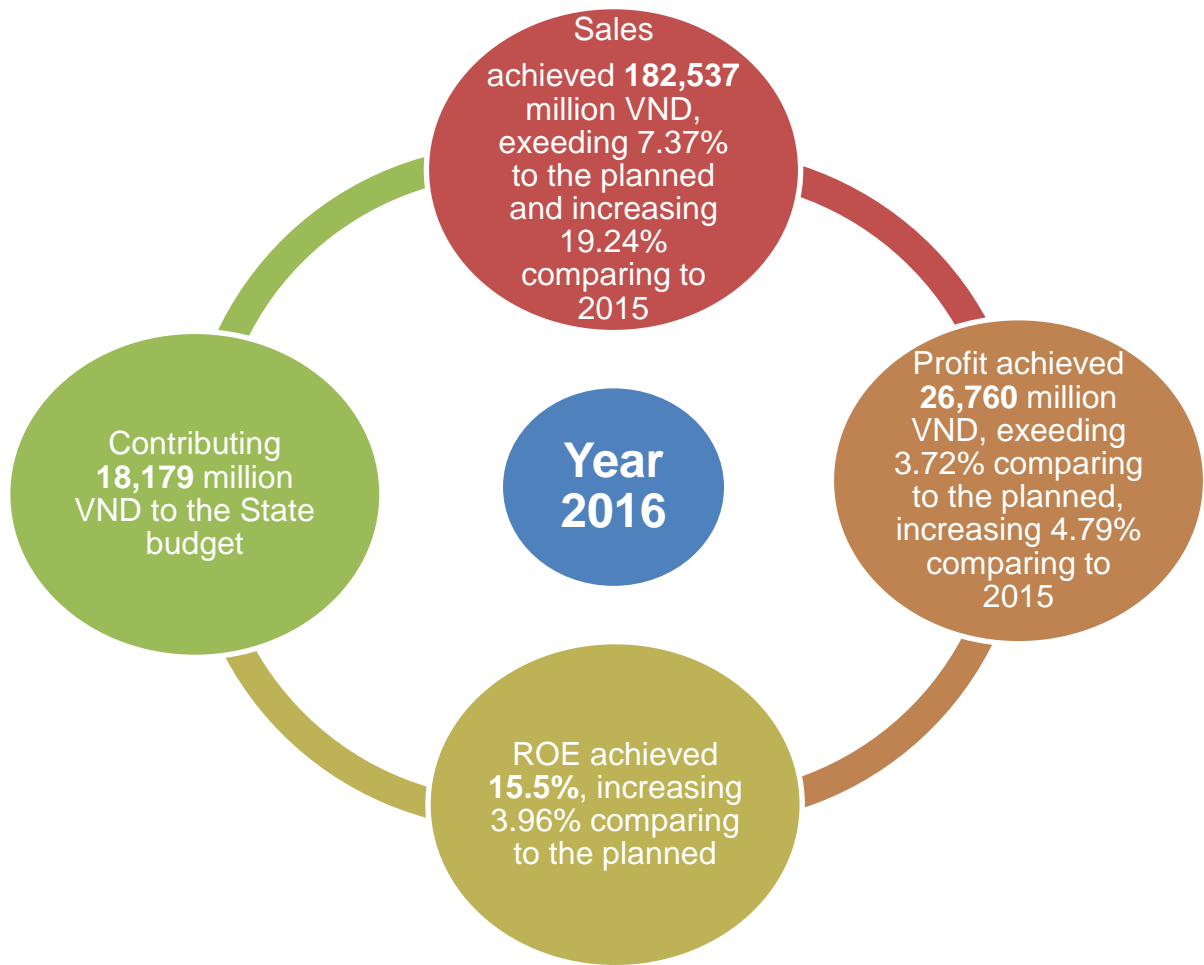 Sales
achieved 182,537
million VND,
exeeding 7.37%
to the planned
and increasing
19.24%
comparing to
2015
Profit achieved
26,760 million
VND, exeeding
3.72% comparing
to the planned,
increasing 4.79%
comparing to
2015
ROE achieved
15.5%, increasing
3.96% comparing
to the planned
Contributing
18,179 million
VND to the State
budget
Year
2016